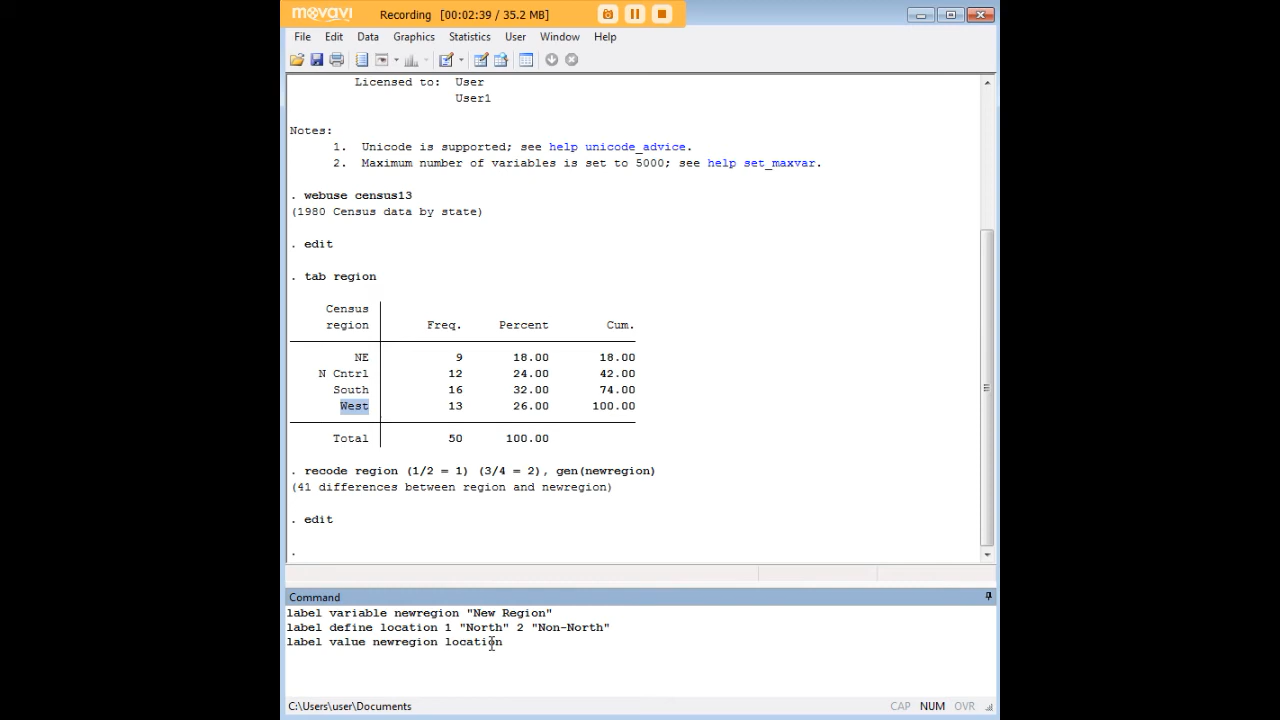 movavi Recording [00:02:39 / 35.2 MB]
File Edit Data Graphics Statistics User Window Help
Licensed to: User
User1
Notes:
1. Unicode is supported; see help unicode_advice.
2. Maximum number of variables is set to 5000; see help set_maxvar.
. webuse census13
(1980 Census data by state)
. edit
. tab region
Census
region Freq. Percent Cum.
NE 9 18.00 18.00
N Cntrl 12 24.00 42.00
South 16 32.00 74.00
West 13 26.00 100.00
Total 50 100.00
. recode region (1/2 = 1) (3/4 = 2), gen(newregion)
(41 differences between region and newregion)
. edit
.
Command
label variable newregion "New Region"
label define location 1 "North" 2 "Non-North"
label value newregion location
C:\Users\user\Documents CAP NUM OVR